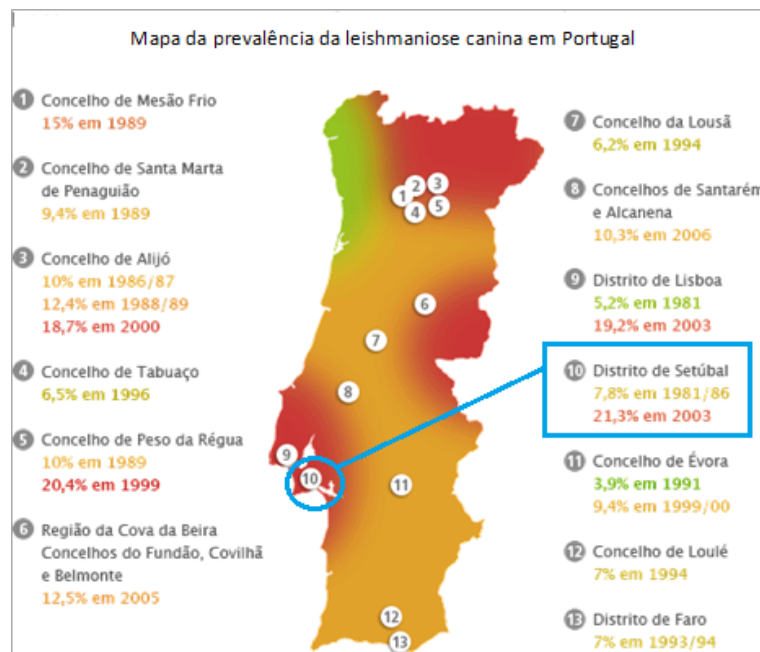 Mapa da prevalência da leishmaniose canina em Portugal
1 Concelho de Mesão Frio
15% em 1989
2 Concelho de Santa Marta
de Penaguião
9,4% em 1989
3 Concelho de Alijó
10% em 1986/87
12,4% em 1988/89
18,7% em 2000
4 Concelho de Tabuaço
6,5% em 1996
5 Concelho de Peso da Régua
10% em 1989
20,4% em 1999
6 Região da Cova da Beira
Concelhos do Fundão, Covilhã
e Belmonte
12,5% em 2005
1
2
3
4
5
6
7
8
9
10
11
12
13
7 Concelho da Lousã
6,2% em 1994
8 Concelhos de Santarém
e Alcanena
10,3% em 2006
9 Distrito de Lisboa
5,2% em 1981
19,2% em 2003
10 Distrito de Setúbal
7,8% em 1981/86
21,3% em 2003
11 Concelho de Évora
3,9% em 1991
9,4% em 1999/00
12 Concelho de Loulé
7% em 1994
13 Distrito de Faro
7% em 1993/94